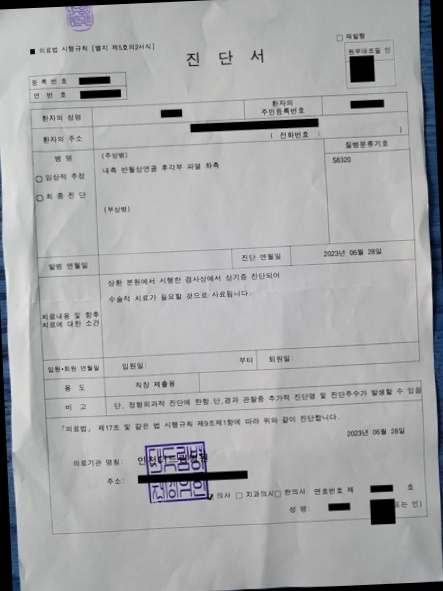 ■ 의료법 시행규칙 [별지 제5호의2서식]
□ 재발행
진 단 서
원부대조필 인
등 록 번 호
연 번 호
환자의 성명
환자의 주민등록번호
환자의 주소
( 전화번호 : )
병 명
(주상병)
질병분류기호
○ 임상적 추정
내측 반월상연골 후각부 파열 좌측
S8320
○ 최 종 진 단
(부상병)
발병 연월일
진단 연월일
2023년 06월 28일
치료내용 및 향후 치료에 대한 소견
상환 본원에서 시행한 검사상에서 상기증 진단되어
수술적 치료가 필요할 것으로 사료됩니다.
입원·퇴원 연월일
입원일: 부터 퇴원일:
용 도
직장 제출용
비 고
단, 정형외과적 진단에 한함.단,경과 관찰중 추가적 진단명 및 진단주수가 발생할 수 있음
「의료법」 제17조 및 같은 법 시행규칙 제9조제1항에 따라 위와 같이 진단합니다.
2023년 06월 28일
의료기관 명칭:
주소:
의사 □ 치과의사□ 한의사 면호번호 제 호
성 명: 또는 인)